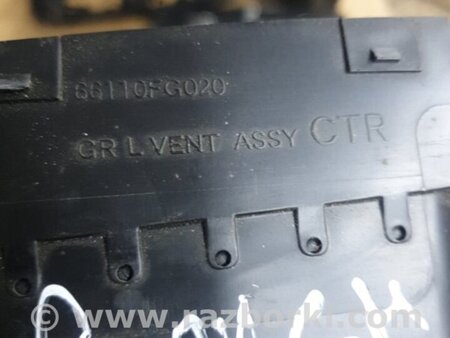 66110FG020
GR L VENT ASSY CTR
© www.razborki.com